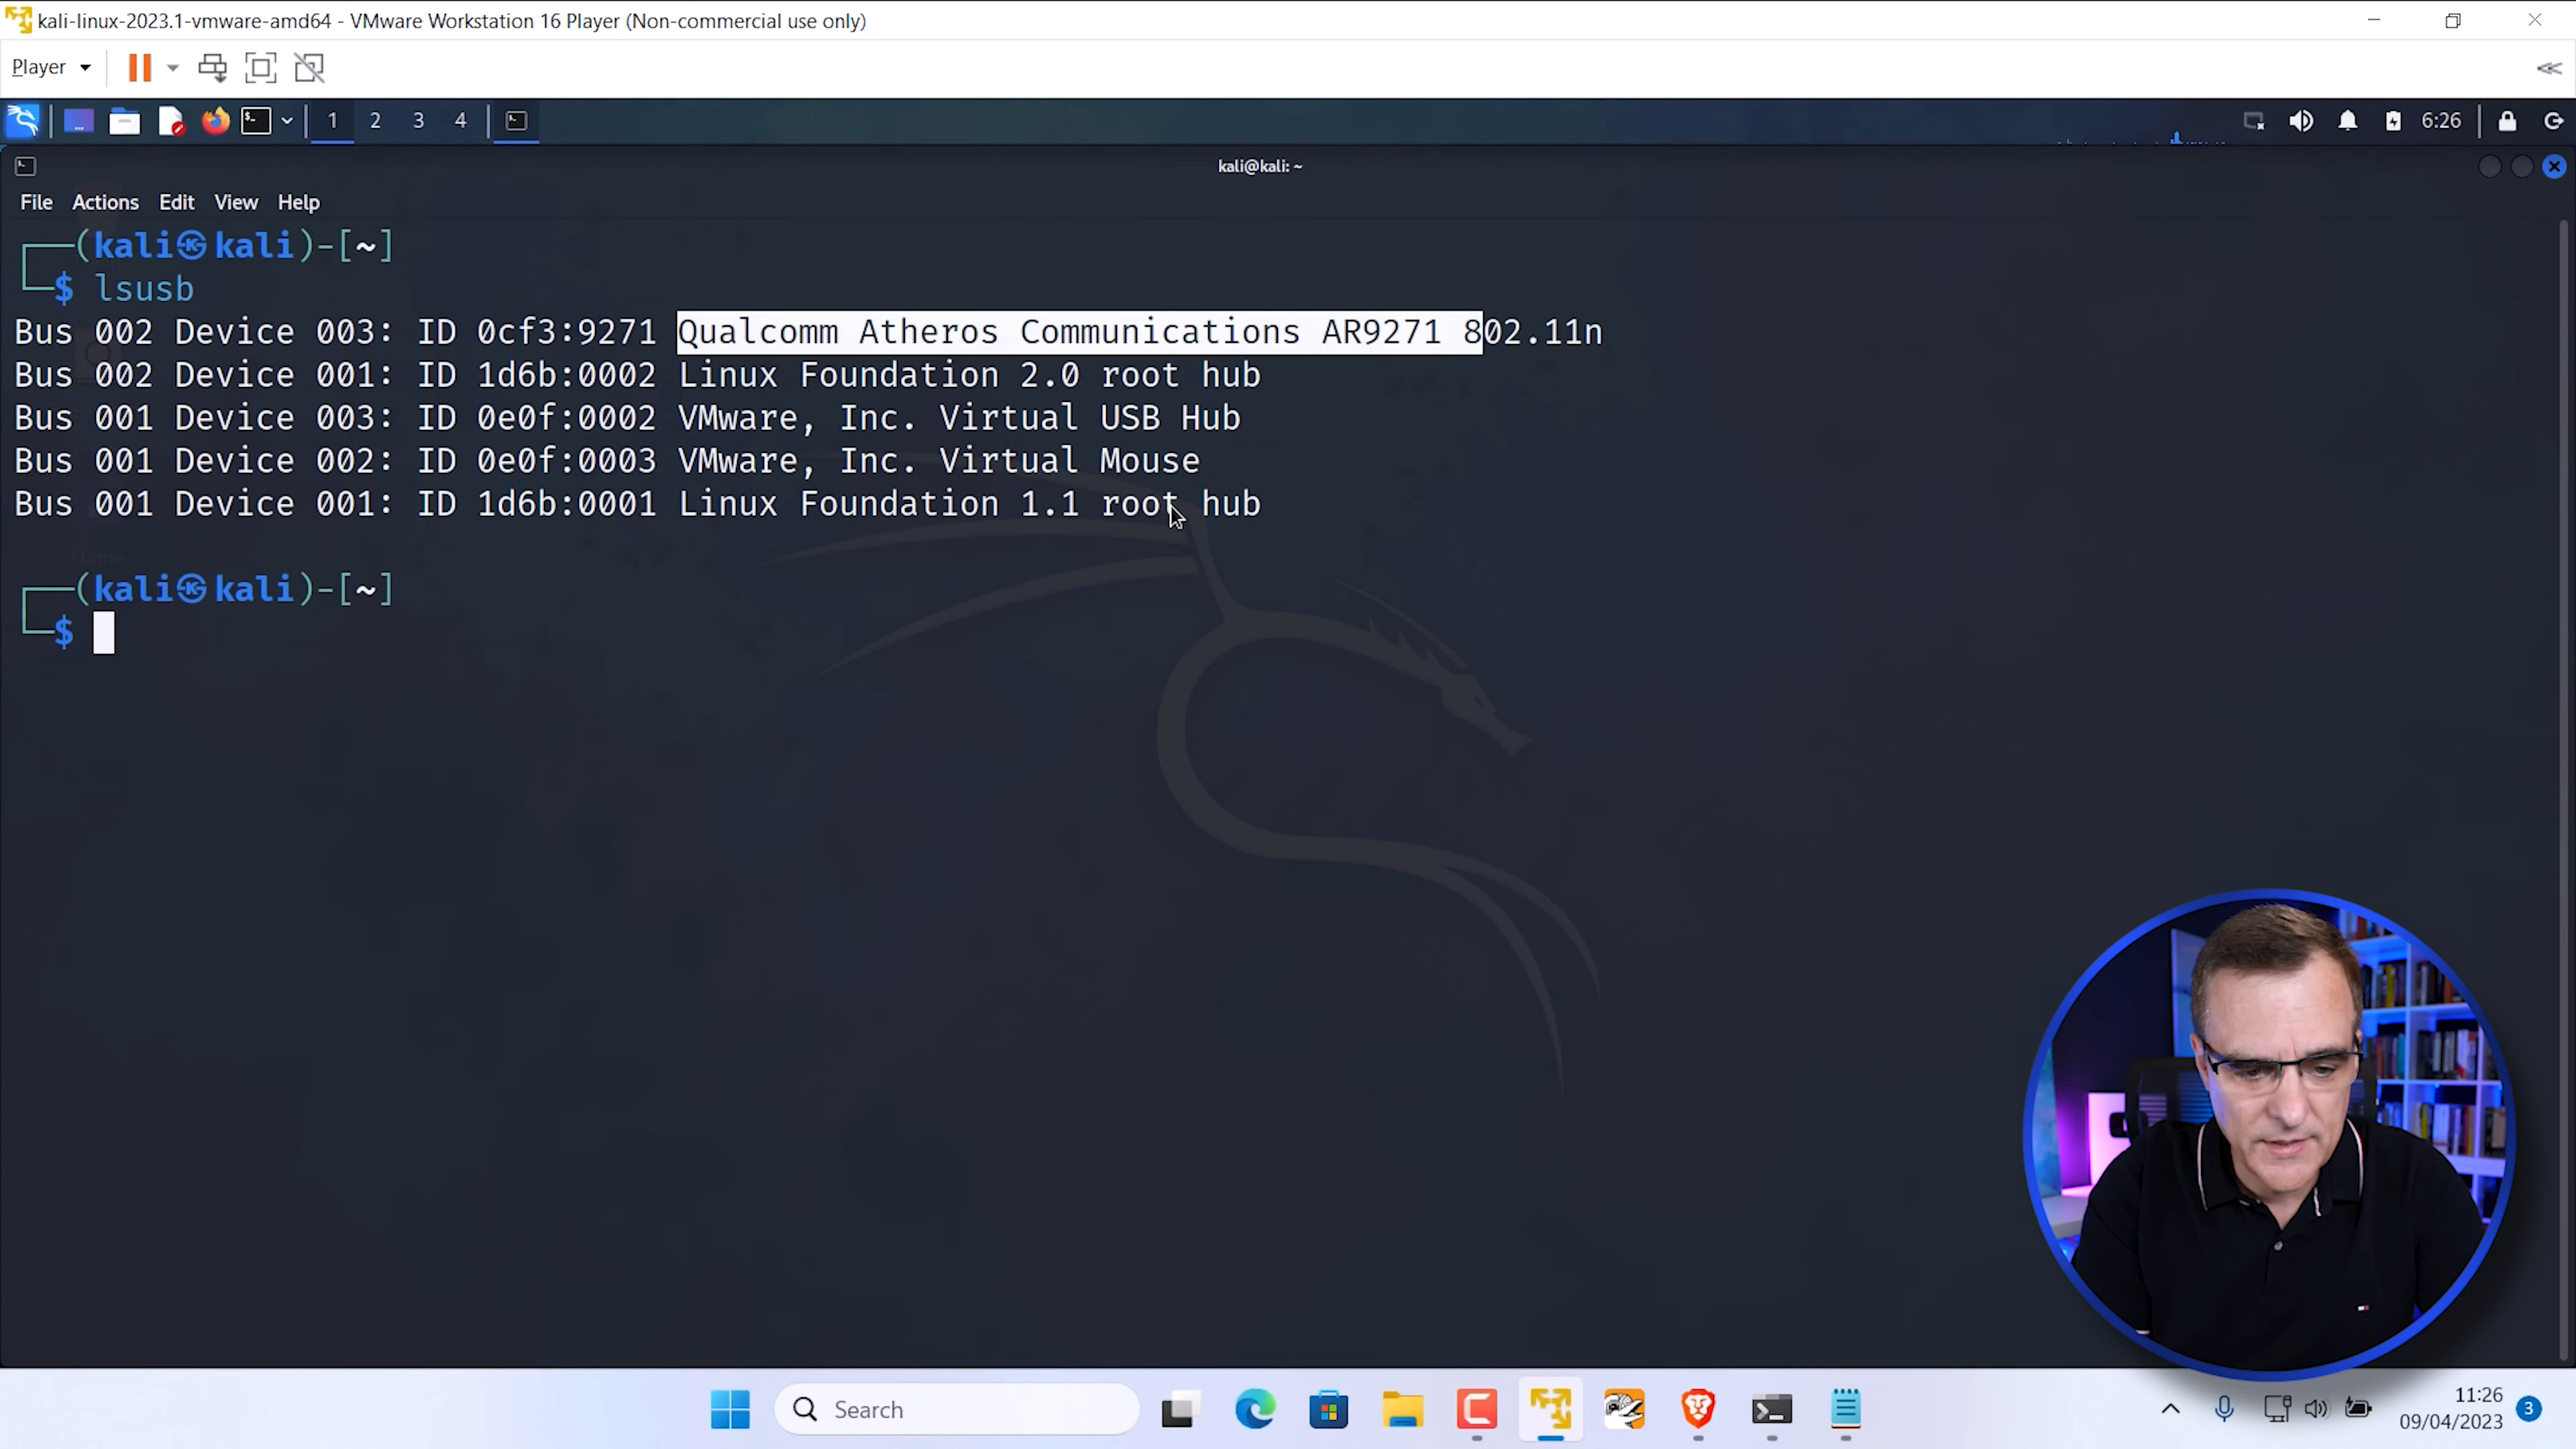 kali-linux-2023.1-vmware-amd64 - VMware Workstation 16 Player (Non-commercial use only)
Player
1 2 3 4
6:26
kali@kali: ~
File Actions Edit View Help
(kali㉿kali)-[~]
$ lsusb
Bus 002 Device 003: ID 0cf3:9271 Qualcomm Atheros Communications AR9271 802.11n
Bus 002 Device 001: ID 1d6b:0002 Linux Foundation 2.0 root hub
Bus 001 Device 003: ID 0e0f:0002 VMware, Inc. Virtual USB Hub
Bus 001 Device 002: ID 0e0f:0003 VMware, Inc. Virtual Mouse
Bus 001 Device 001: ID 1d6b:0001 Linux Foundation 1.1 root hub
Home
(kali㉿kali)-[~]
$
Search
11:26
09/04/2023
3